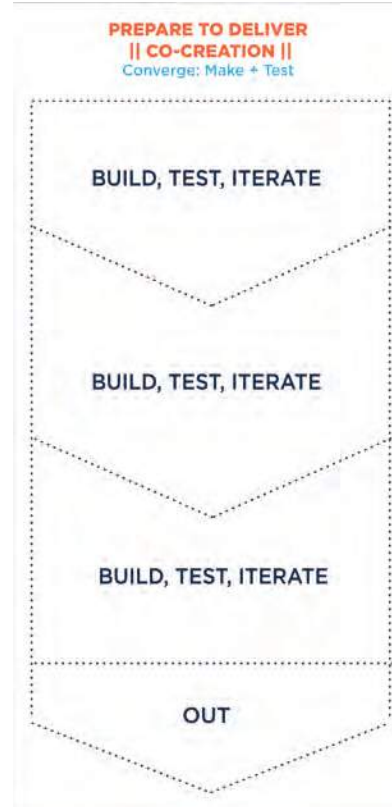 PREPARE TO DELIVER
|| CO-CREATION ||
Converge: Make + Test
BUILD, TEST, ITERATE
BUILD, TEST, ITERATE
BUILD, TEST, ITERATE
OUT